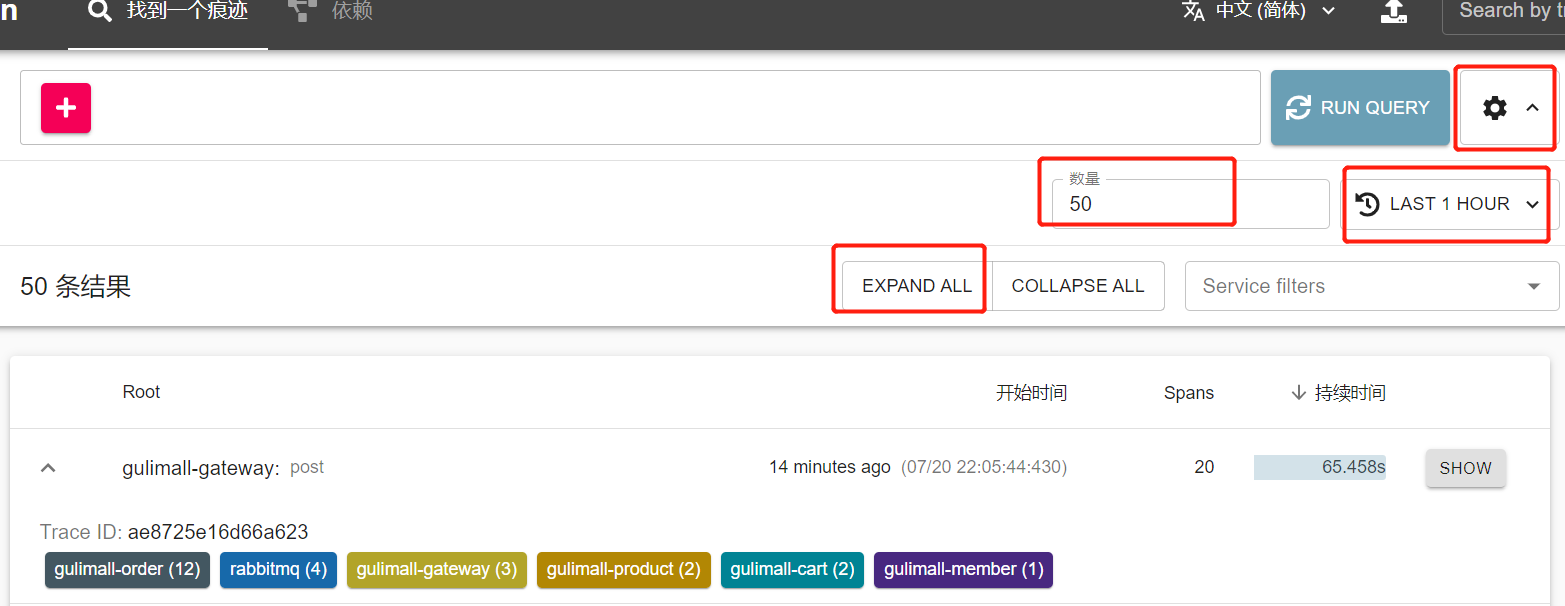 n 找到一个痕迹 依赖 中文 (简体) Search by t
RUN QUERY
数量
50 LAST 1 HOUR
50 条结果 EXPAND ALL COLLAPSE ALL Service filters
Root 开始时间 Spans 持续时间
gulimall-gateway: post 14 minutes ago (07/20 22:05:44:430) 20 65.458s SHOW
Trace ID: ae8725e16d66a623
gulimall-order (12) rabbitmq (4) gulimall-gateway (3) gulimall-product (2) gulimall-cart (2) gulimall-member (1)